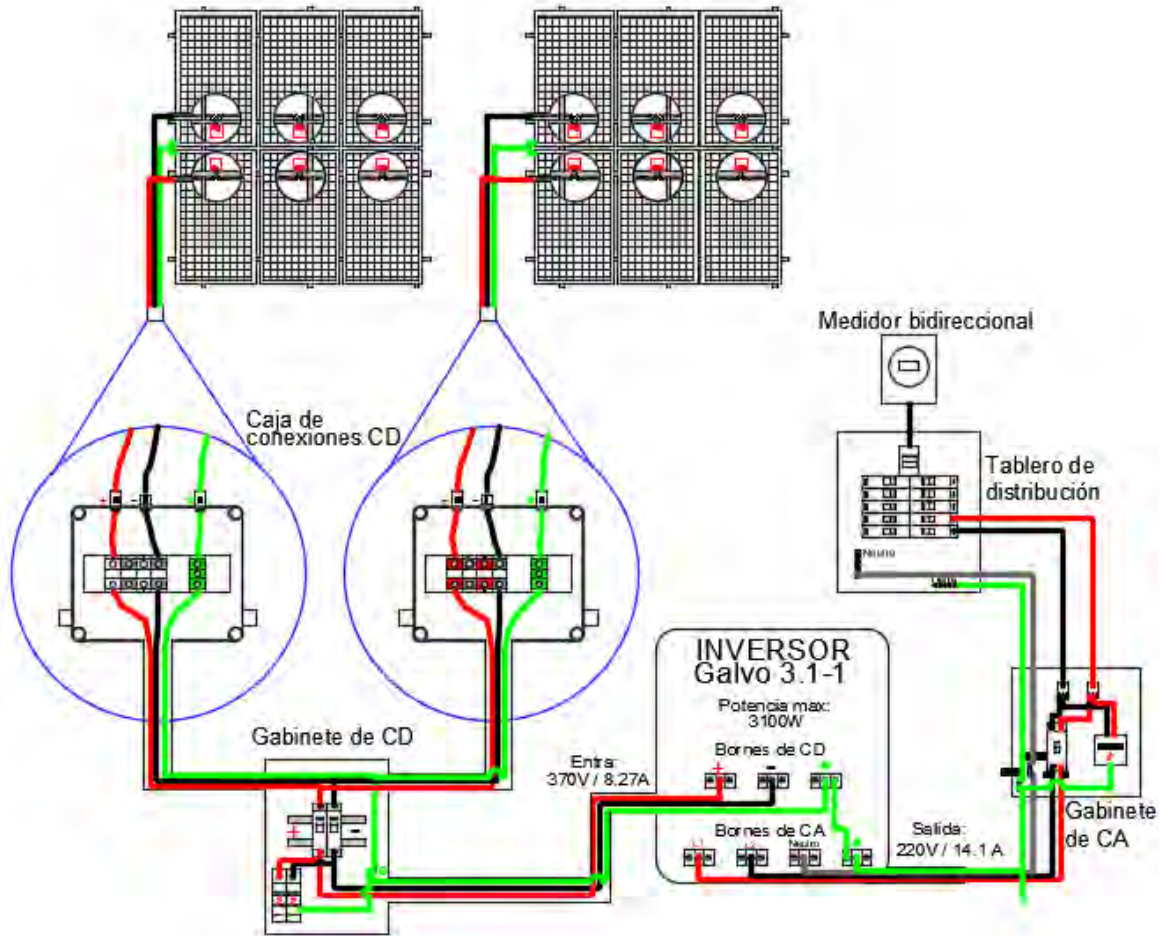 Medidor bidireccional
Caja de
conexiones CD
Tablero de
distribución
Neutro
INVERSOR
Galvo 3.1-1
Potencia max:
3100W
Gabinete de CD
Entra:
370V / 8.27A
Bornes de CD
+
-
Bornes de CA
L1
L2
Neutro
Salida:
220V / 14.1 A
Gabinete
de CA
+
-